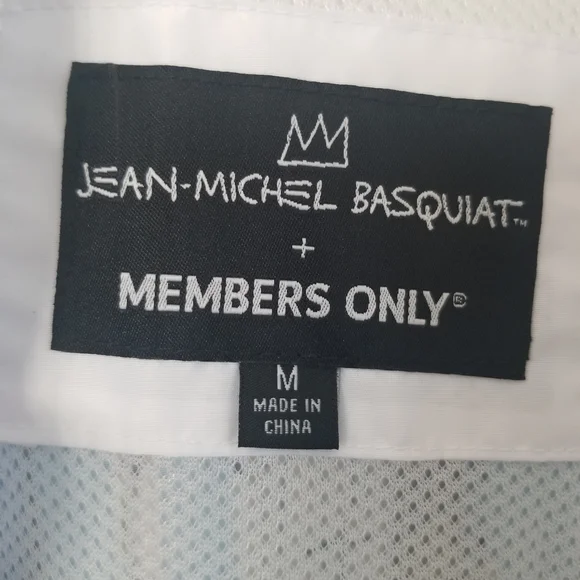 JEAN-MICHEL BASQUIAT™
+
MEMBERS ONLY®
M
MADE IN
CHINA